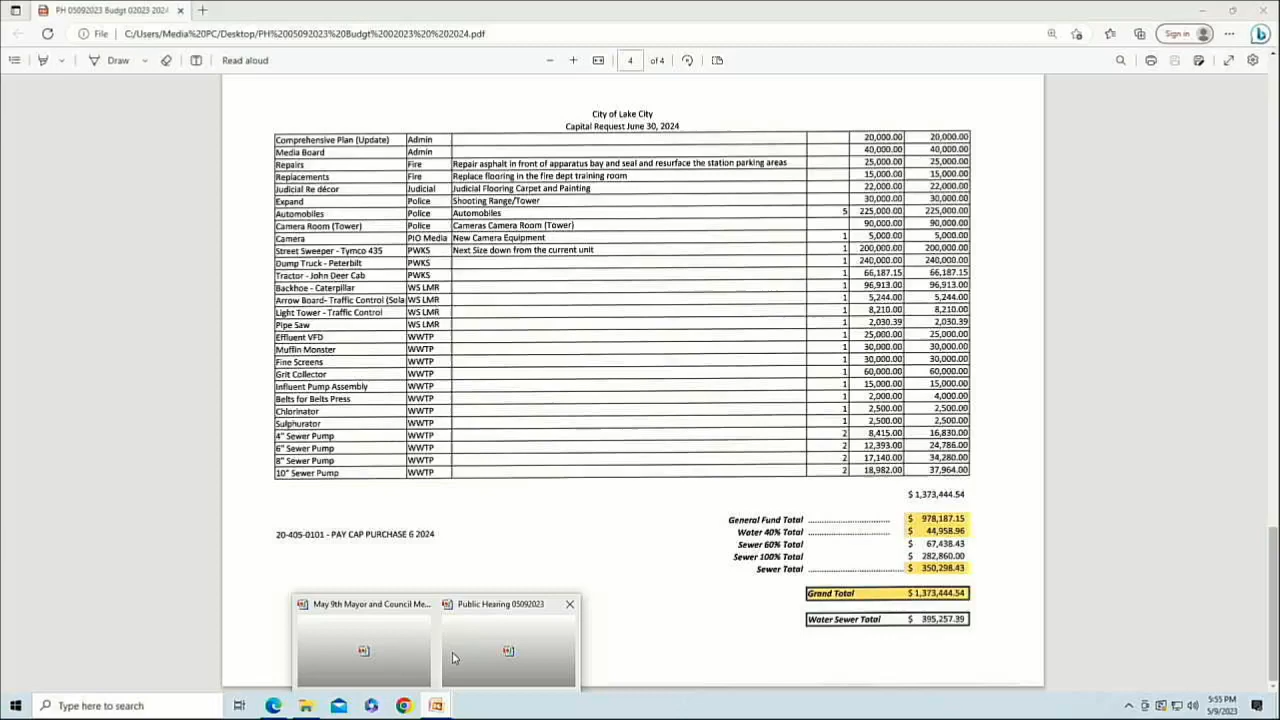 PH 05092023 Budgt 02023 2024
File C:/Users/Media%20PC/Desktop/PH%2005092023%20Budgt%2002023%20%202024.pdf Sign in
Draw Read aloud 4 of 4
City of Lake City
Capital Request June 30, 2024
Comprehensive Plan (Update) Admin 20,000.00 20,000.00
Media Board Admin 40,000.00 40,000.00
Repairs Fire Repair asphalt in front of apparatus bay and seal and resurface the station parking areas 25,000.00 25,000.00
Replacements Fire Replace flooring in the fire dept training room 15,000.00 15,000.00
Judicial Re décor Judicial Judicial Flooring Carpet and Painting 22,000.00 22,000.00
Expand Police Shooting Range/Tower 30,000.00 30,000.00
Automobiles Police Automobiles 5 225,000.00 225,000.00
Camera Room (Tower) Police Cameras Camera Room (Tower) 90,000.00 90,000.00
Camera PIO Media New Camera Equipment 1 5,000.00 5,000.00
Street Sweeper - Tymco 435 PWKS Next Size down from the current unit 1 200,000.00 200,000.00
Dump Truck - Peterbilt PWKS 1 240,000.00 240,000.00
Tractor - John Deer Cab PWKS 1 66,187.15 66,187.15
Backhoe - Caterpillar WS LMR 1 96,913.00 96,913.00
Arrow Board- Traffic Control (Sola WS LMR 1 5,244.00 5,244.00
Light Tower - Traffic Control WS LMR 1 8,210.00 8,210.00
Pipe Saw WS LMR 1 2,030.39 2,030.39
Effluent VFD WWTP 1 25,000.00 25,000.00
Muffin Monster WWTP 1 30,000.00 30,000.00
Fine Screens WWTP 1 30,000.00 30,000.00
Grit Collector WWTP 1 60,000.00 60,000.00
Influent Pump Assembly WWTP 1 15,000.00 15,000.00
Belts for Belts Press WWTP 1 2,000.00 4,000.00
Chlorinator WWTP 1 2,500.00 2,500.00
Sulphurator WWTP 1 2,500.00 2,500.00
4" Sewer Pump WWTP 2 8,415.00 16,830.00
6" Sewer Pump WWTP 2 12,393.00 24,786.00
8" Sewer Pump WWTP 2 17,140.00 34,280.00
10" Sewer Pump WWTP 2 18,982.00 37,964.00
$ 1,373,444.54
General Fund Total .............................. $ 978,187.15
20-405-0101 - PAY CAP PURCHASE 6 2024 Water 40% Total .............................. $ 44,958.96
Sewer 60% Total $ 67,438.43
Sewer 100% Total $ 282,860.00
Sewer Total ................................... $ 350,298.43
Grand Total $ 1,373,444.54
May 9th Mayor and Council Me... Public Hearing 05092023
Water Sewer Total $ 395,257.39
Type here to search
5:55 PM
5/9/2023